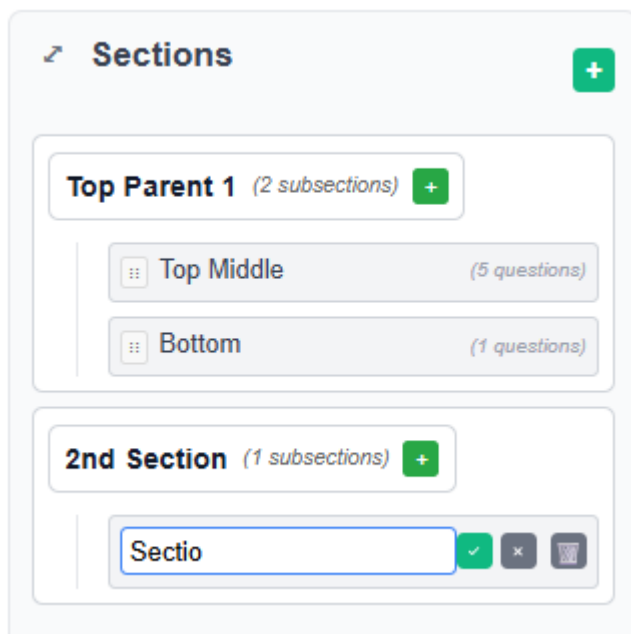 Sections
+
Top Parent 1 (2 subsections) +
Top Middle (5 questions)
Bottom (1 questions)
2nd Section (1 subsections) +
Sectio